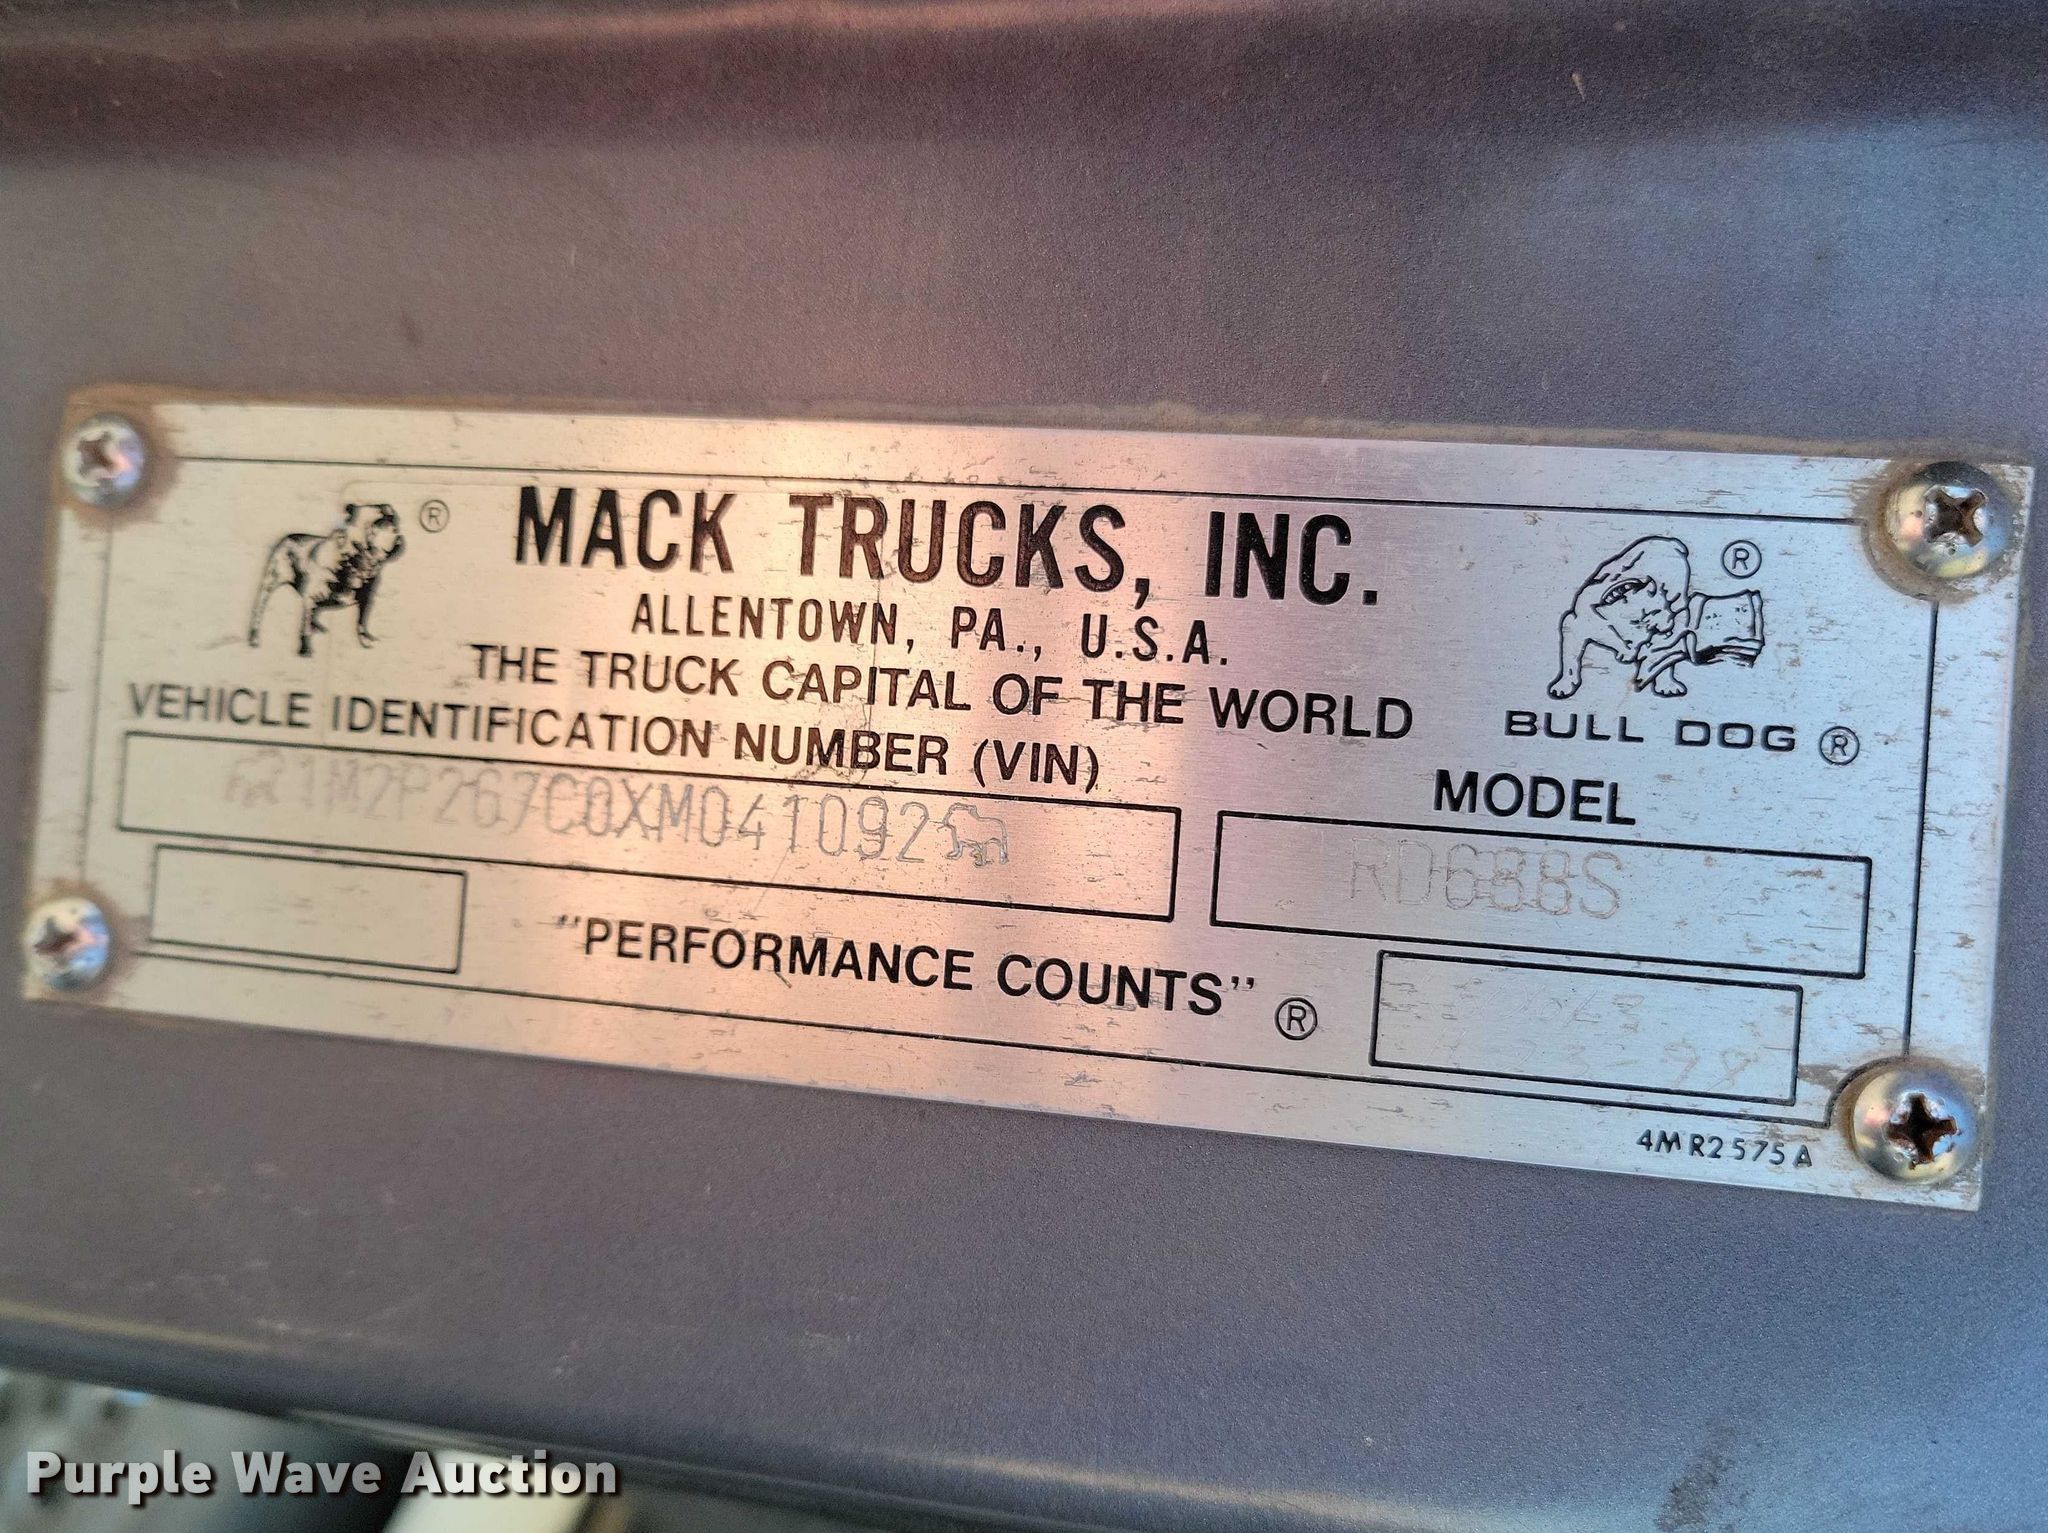 ® MACK TRUCKS, INC. ®
ALLENTOWN, PA., U.S.A.
THE TRUCK CAPITAL OF THE WORLD
BULL DOG ®
VEHICLE IDENTIFICATION NUMBER (VIN)
MODEL
1M2P267C0XM041092
RD688S
"PERFORMANCE COUNTS" ®
4MR2575A
Purple Wave Auction